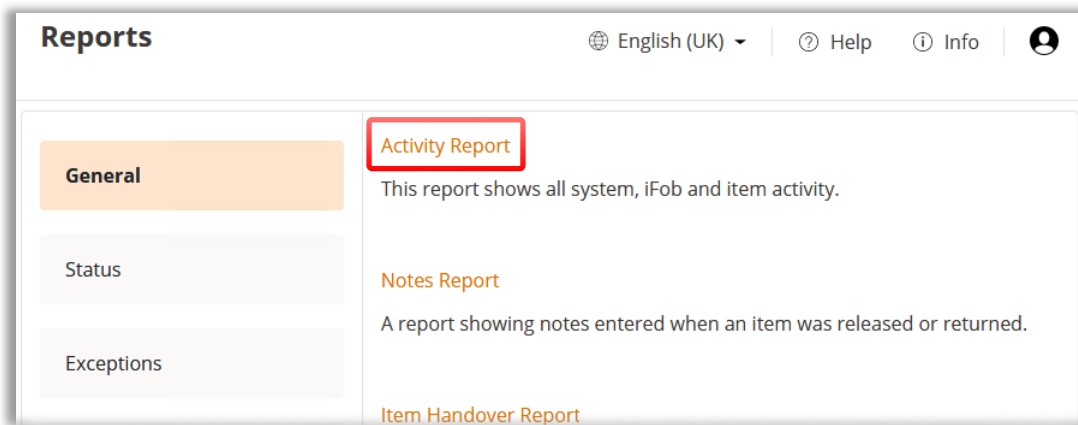 Reports
English (UK)
Help
Info
General
Status
Exceptions
Activity Report
This report shows all system, iFob and item activity.
Notes Report
A report showing notes entered when an item was released or returned.
Item Handover Report